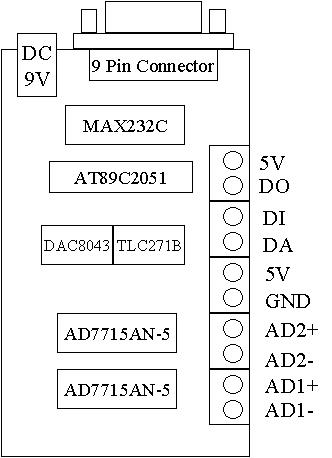 DC
9V
9 Pin Connector
MAX232C
AT89C2051
5V
DO
DI
DA
DAC8043 TLC271B
5V
GND
AD7715AN-5
AD2+
AD2-
AD7715AN-5
AD1+
AD1-